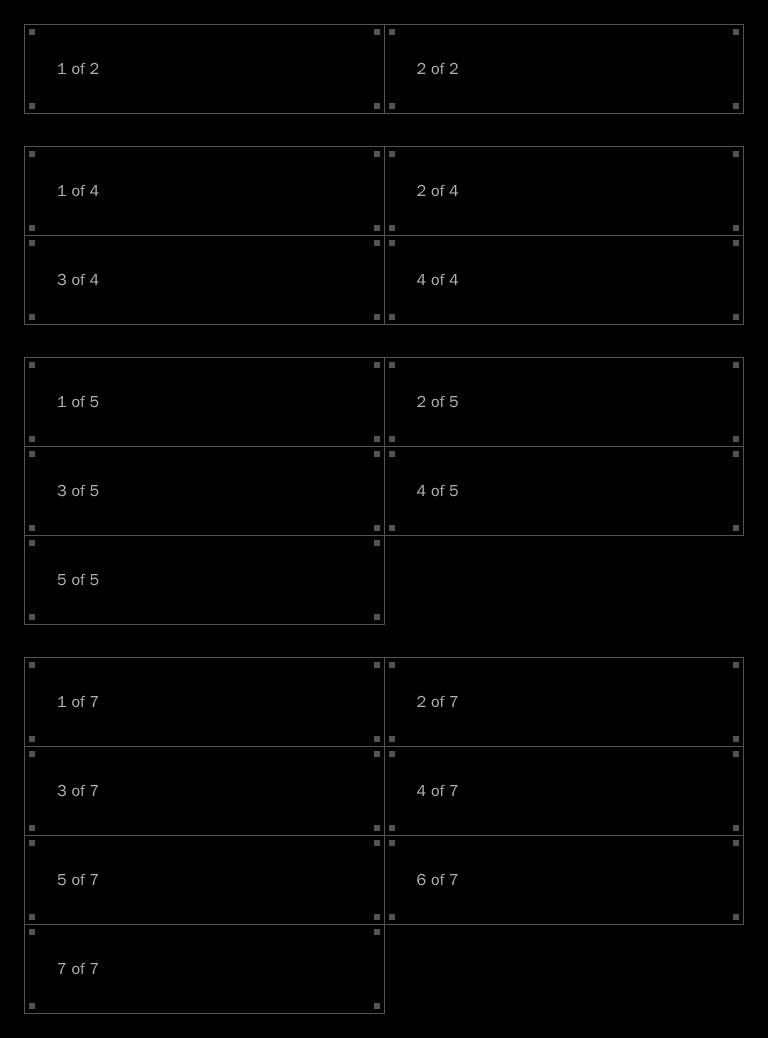 1 of 2
2 of 2
1 of 4
2 of 4
3 of 4
4 of 4
1 of 5
2 of 5
3 of 5
4 of 5
5 of 5
1 of 7
2 of 7
3 of 7
4 of 7
5 of 7
6 of 7
7 of 7